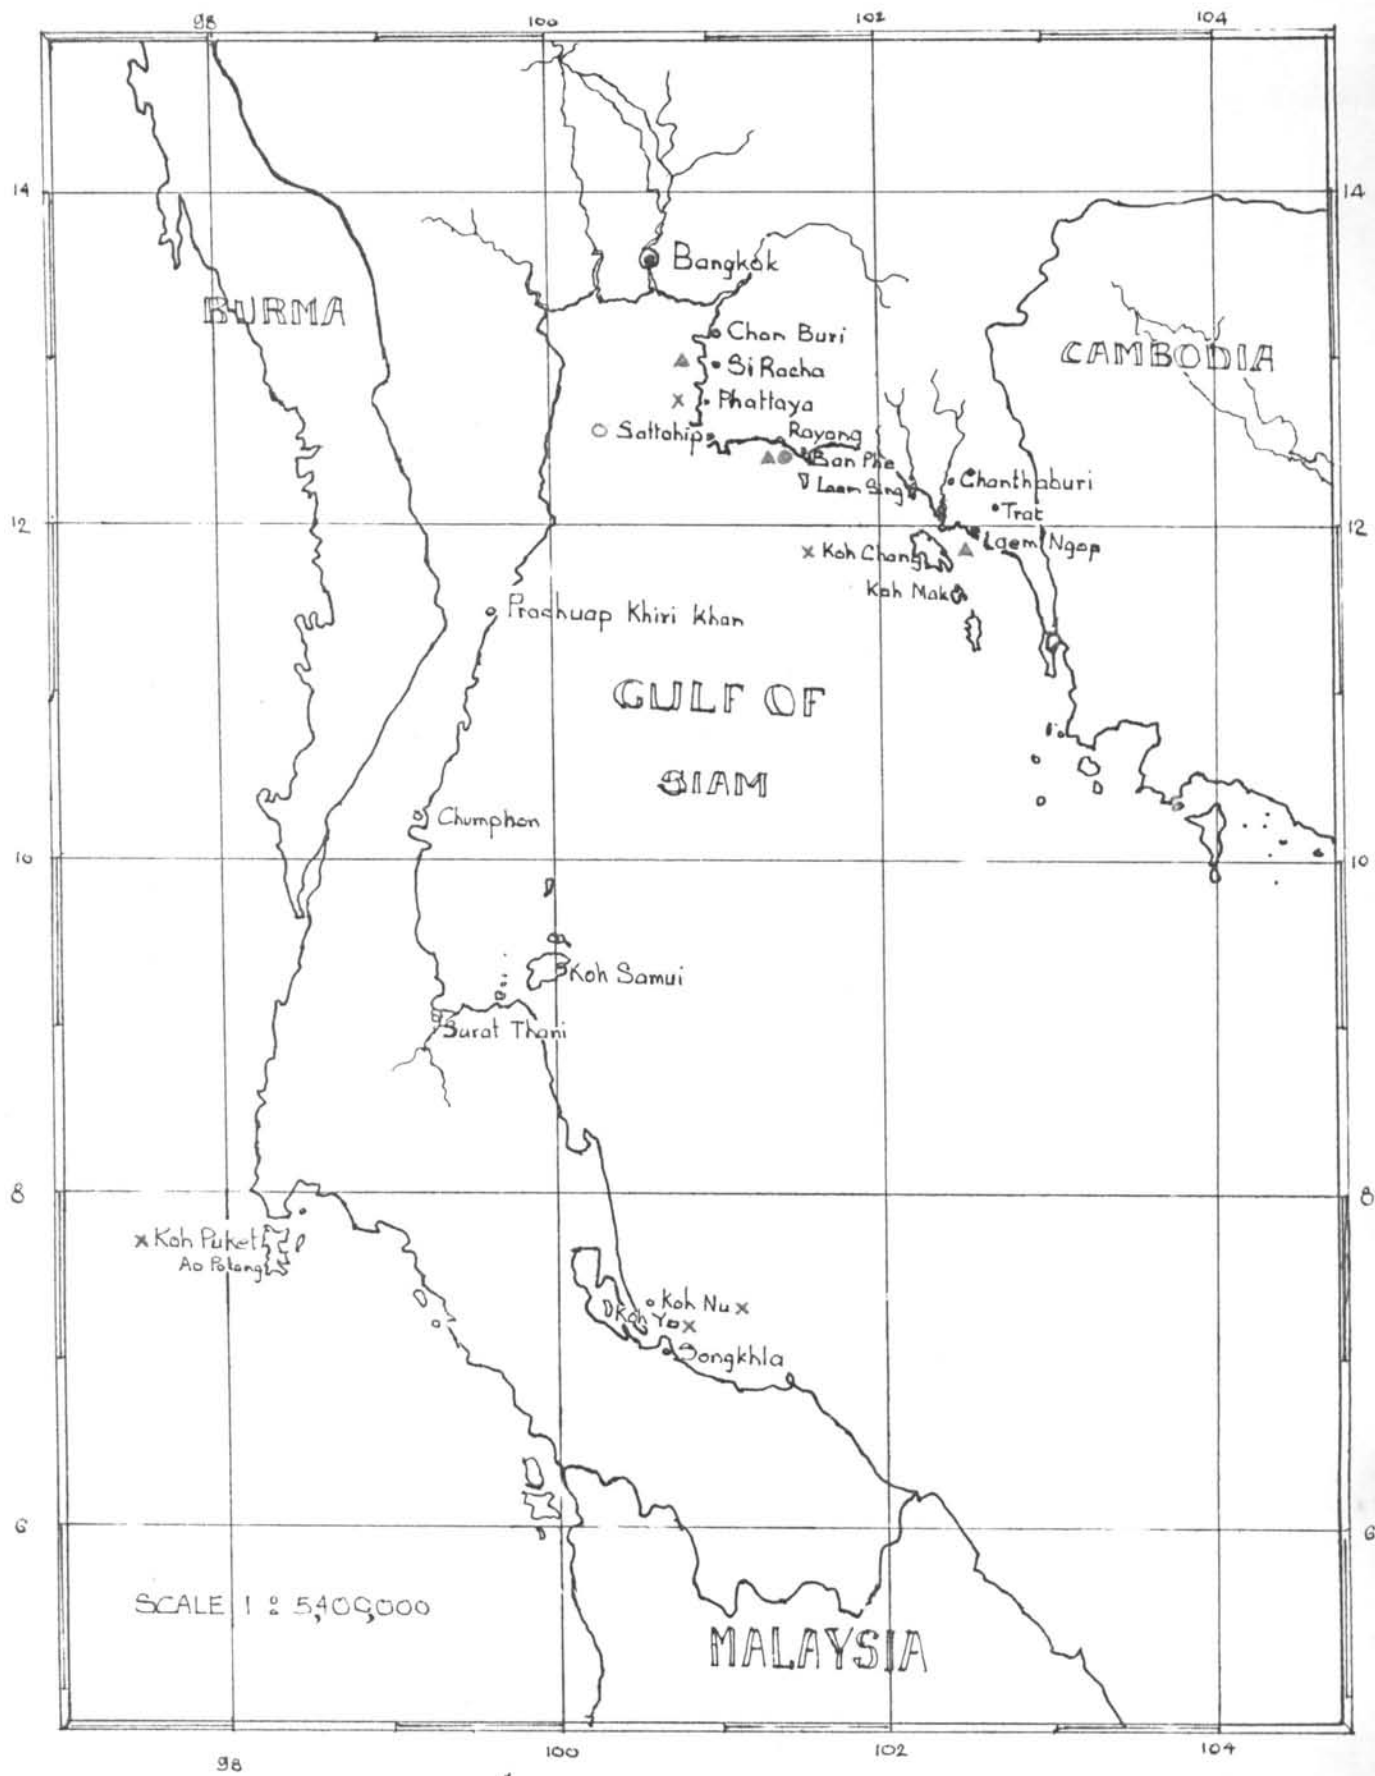 98 100 102 104
14 14
Bangkok
BURMA
Chon Buri
CAMBODIA
Si Racha
x Phattaya
Sattahip
Rayong
Ban Phe
Laem Sing
Chanthaburi
Trat
12 12
Laem Ngop
x Koh Chang
Koh Mak
Prachuap Khiri Khan
GULF OF
SIAM
Chumphon
10 10
Koh Samui
Surat Thani
8 8
x Koh Puket
Ao Patong
Koh Nu x
Koh Yo x
Songkhla
6 6
SCALE 1 : 5,400,000
MALAYSIA
98 100 102 104